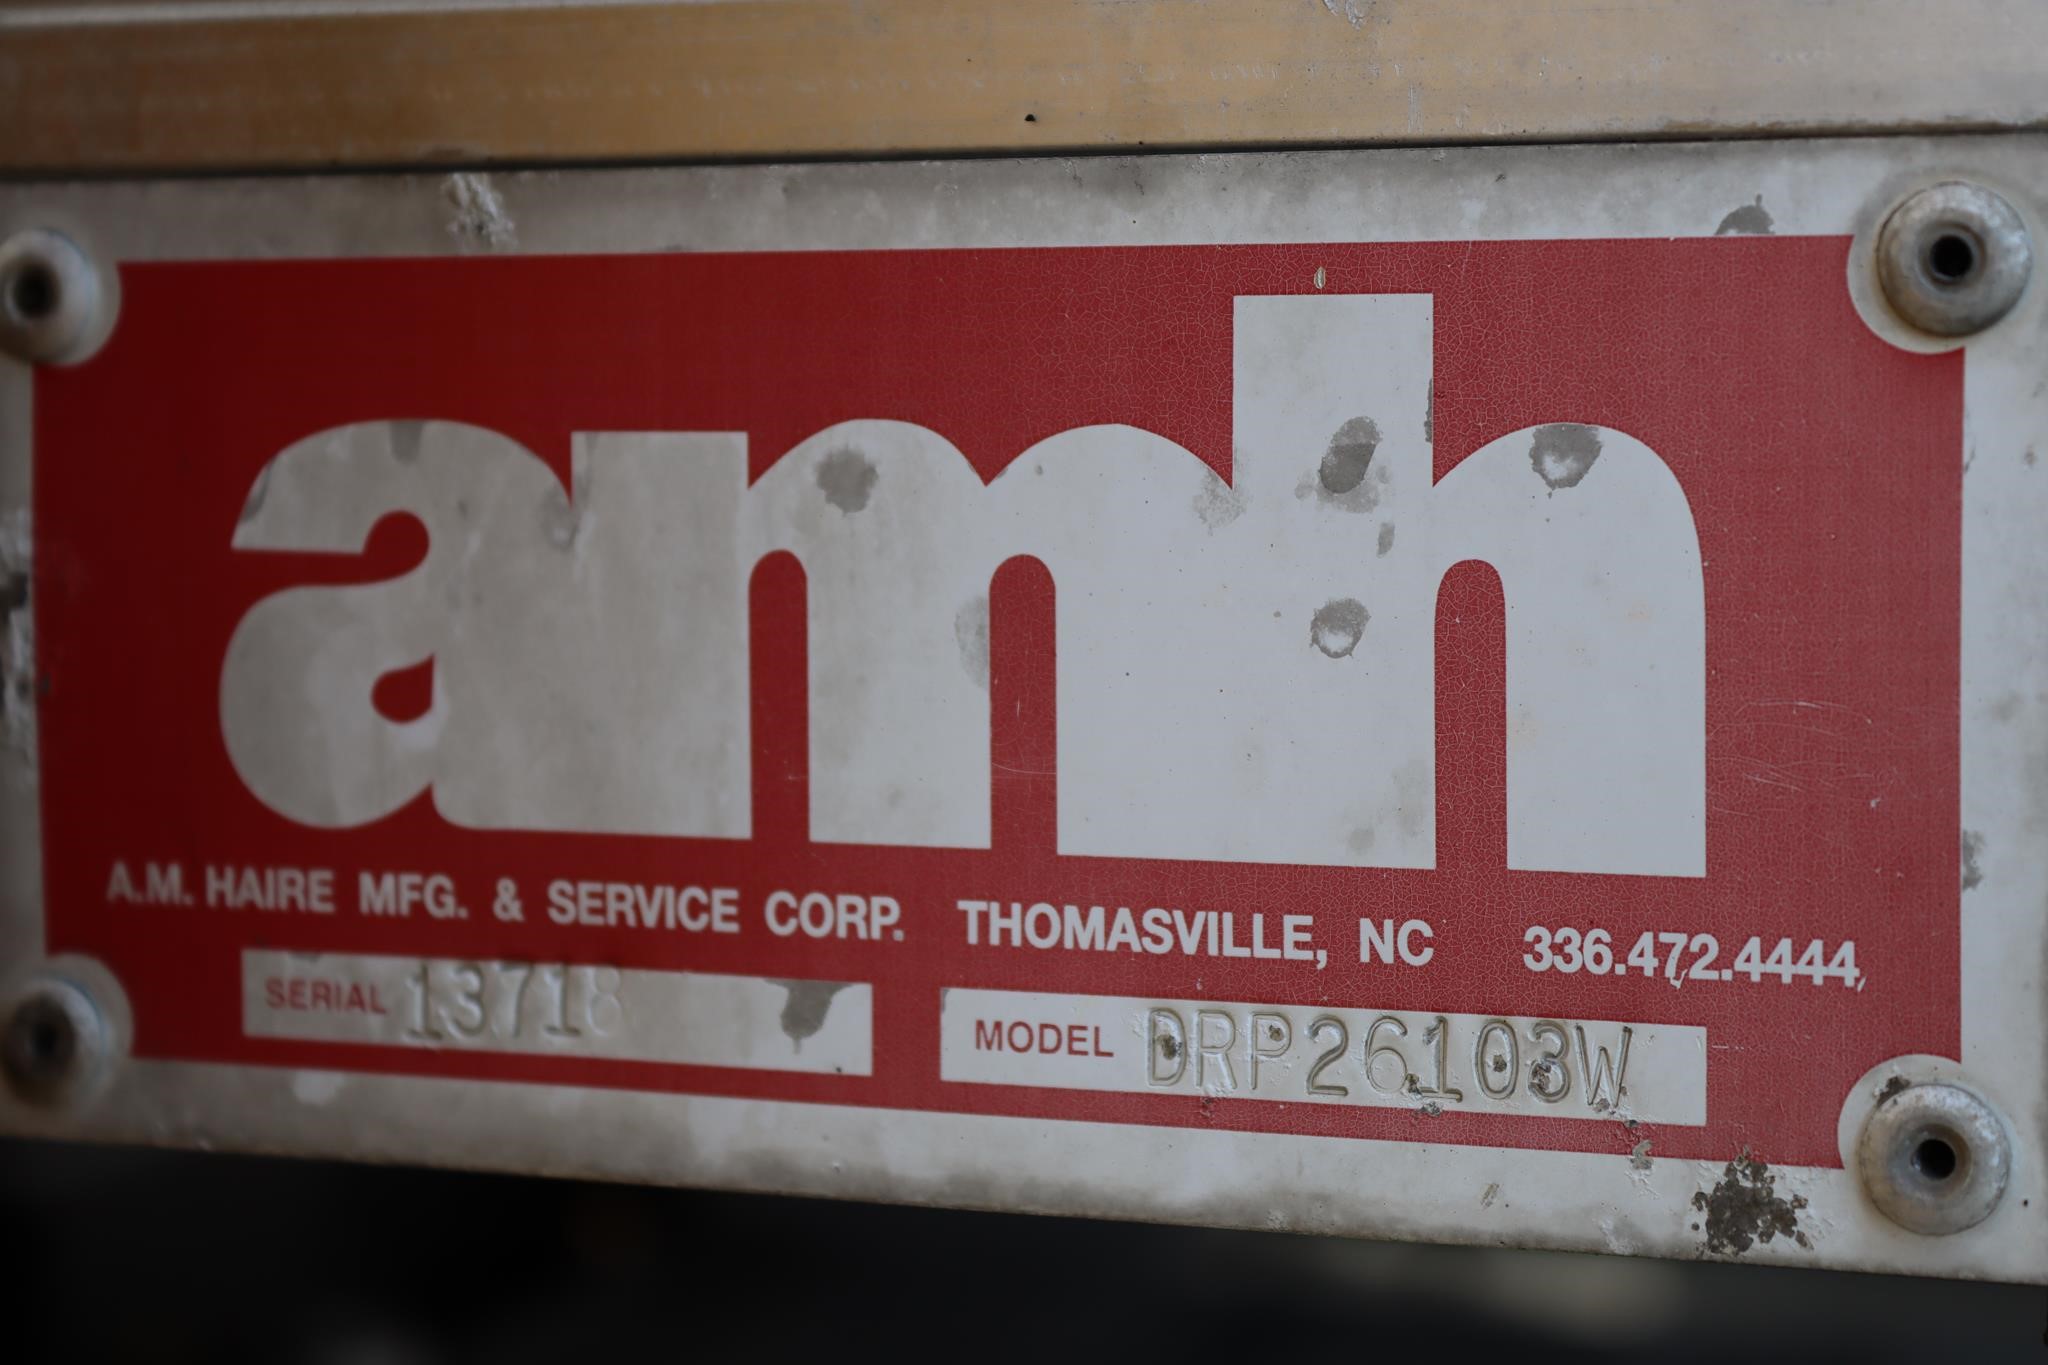 amh
A.M. HAIRE MFG. & SERVICE CORP. THOMASVILLE, NC 336.472.4444
SERIAL 13718 MODEL DRP26103W